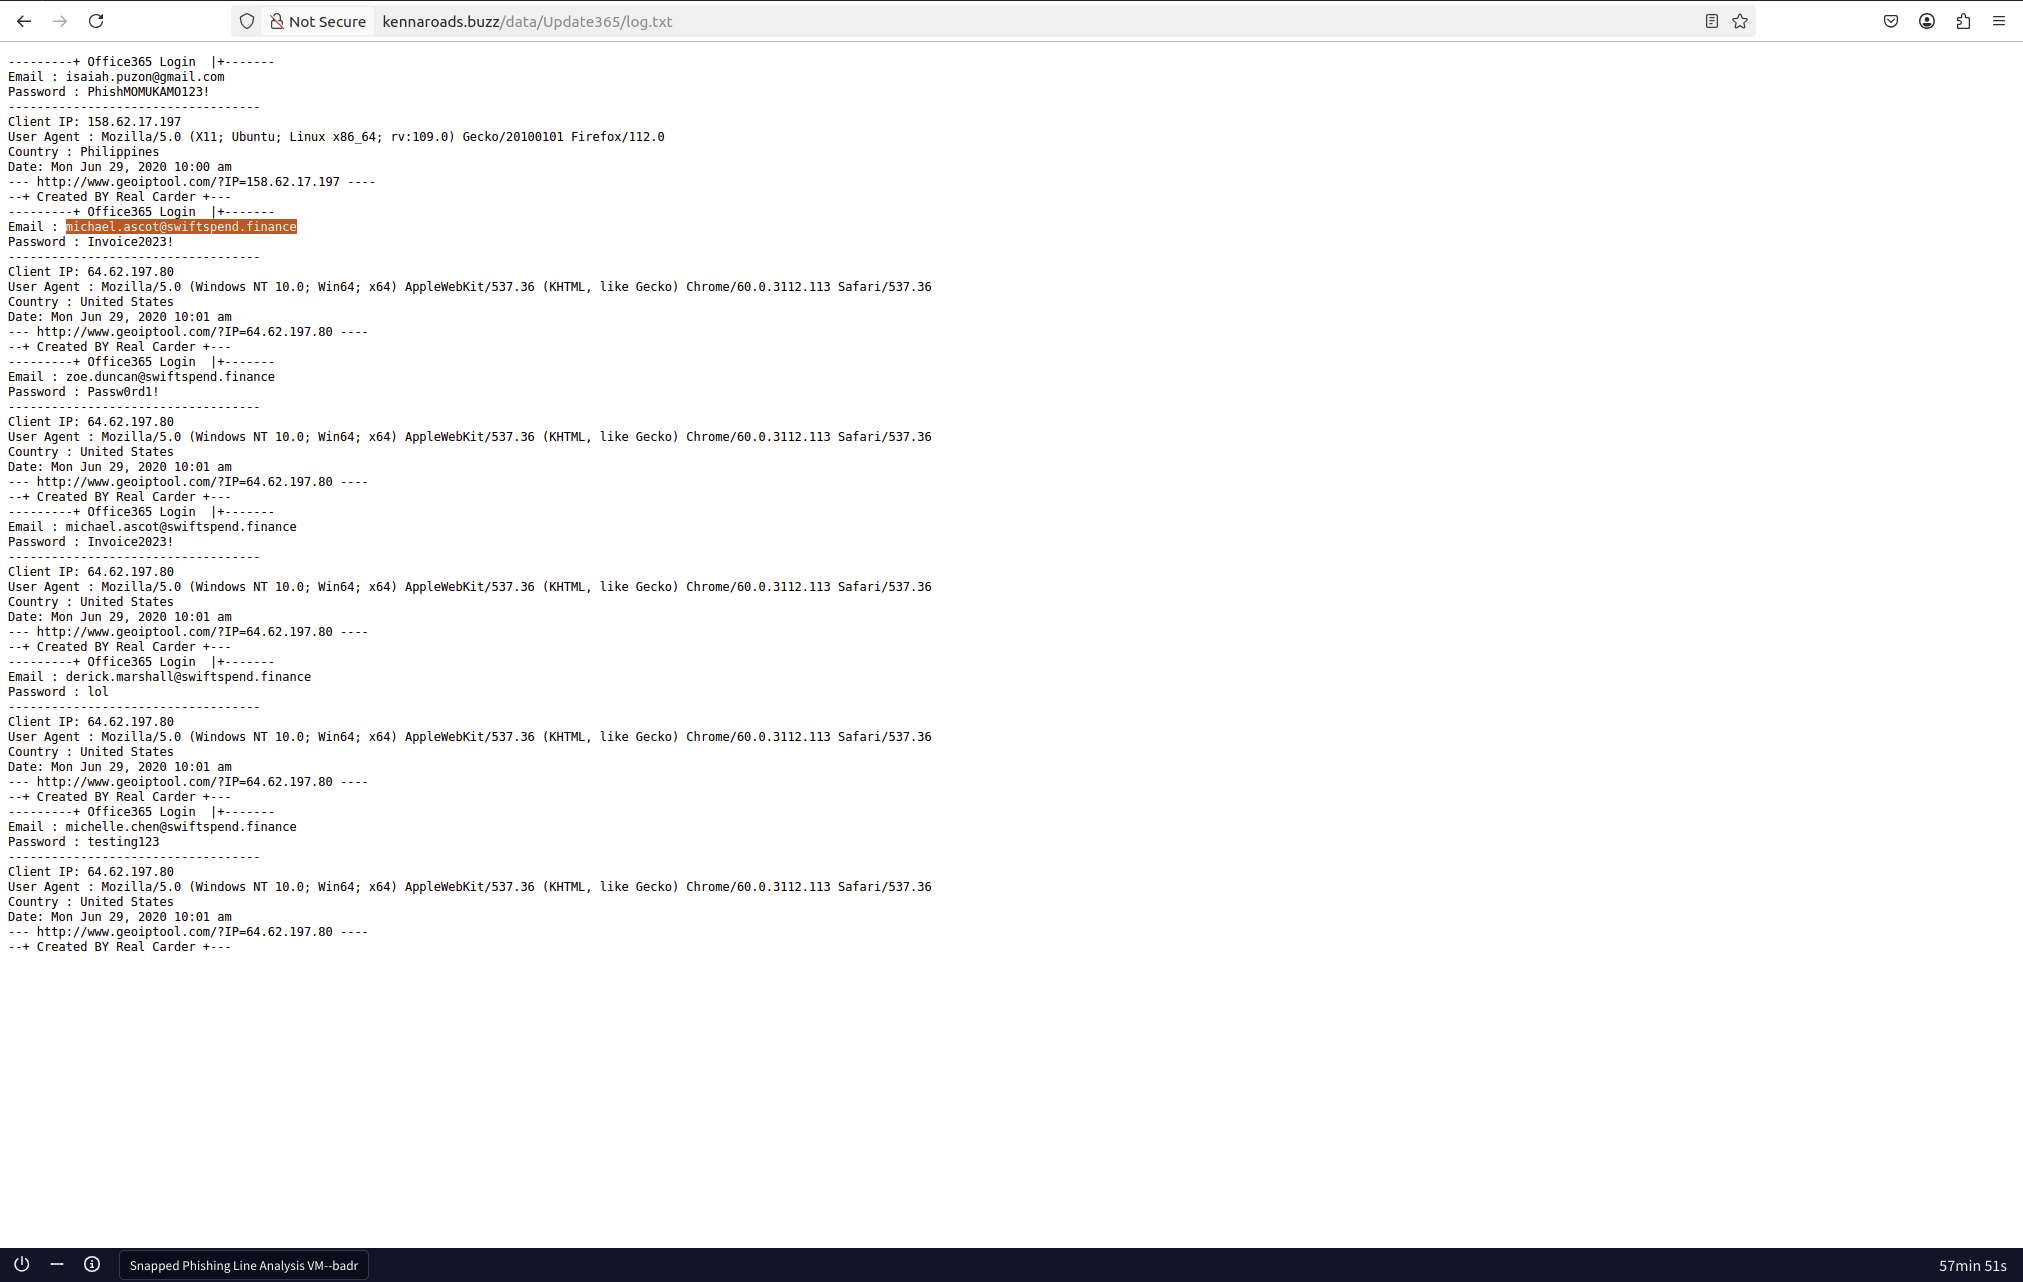 Not Secure kennaroads.buzz/data/Update365/log.txt
---------+ Office365 Login  |+-------
Email : isaiah.puzon@gmail.com
Password : PhishMOMUKAMO123!
-----------------------------------
Client IP: 158.62.17.197
User Agent : Mozilla/5.0 (X11; Ubuntu; Linux x86_64; rv:109.0) Gecko/20100101 Firefox/112.0
Country : Philippines
Date: Mon Jun 29, 2020 10:00 am
--- http://www.geoiptool.com/?IP=158.62.17.197 ----
--+ Created BY Real Carder +---
---------+ Office365 Login  |+-------
Email : michael.ascot@swiftspend.finance
Password : Invoice2023!
-----------------------------------
Client IP: 64.62.197.80
User Agent : Mozilla/5.0 (Windows NT 10.0; Win64; x64) AppleWebKit/537.36 (KHTML, like Gecko) Chrome/60.0.3112.113 Safari/537.36
Country : United States
Date: Mon Jun 29, 2020 10:01 am
--- http://www.geoiptool.com/?IP=64.62.197.80 ----
--+ Created BY Real Carder +---
---------+ Office365 Login  |+-------
Email : zoe.duncan@swiftspend.finance
Password : Passw0rd1!
-----------------------------------
Client IP: 64.62.197.80
User Agent : Mozilla/5.0 (Windows NT 10.0; Win64; x64) AppleWebKit/537.36 (KHTML, like Gecko) Chrome/60.0.3112.113 Safari/537.36
Country : United States
Date: Mon Jun 29, 2020 10:01 am
--- http://www.geoiptool.com/?IP=64.62.197.80 ----
--+ Created BY Real Carder +---
---------+ Office365 Login  |+-------
Email : michael.ascot@swiftspend.finance
Password : Invoice2023!
-----------------------------------
Client IP: 64.62.197.80
User Agent : Mozilla/5.0 (Windows NT 10.0; Win64; x64) AppleWebKit/537.36 (KHTML, like Gecko) Chrome/60.0.3112.113 Safari/537.36
Country : United States
Date: Mon Jun 29, 2020 10:01 am
--- http://www.geoiptool.com/?IP=64.62.197.80 ----
--+ Created BY Real Carder +---
---------+ Office365 Login  |+-------
Email : derick.marshall@swiftspend.finance
Password : lol
-----------------------------------
Client IP: 64.62.197.80
User Agent : Mozilla/5.0 (Windows NT 10.0; Win64; x64) AppleWebKit/537.36 (KHTML, like Gecko) Chrome/60.0.3112.113 Safari/537.36
Country : United States
Date: Mon Jun 29, 2020 10:01 am
--- http://www.geoiptool.com/?IP=64.62.197.80 ----
--+ Created BY Real Carder +---
---------+ Office365 Login  |+-------
Email : michelle.chen@swiftspend.finance
Password : testing123
-----------------------------------
Client IP: 64.62.197.80
User Agent : Mozilla/5.0 (Windows NT 10.0; Win64; x64) AppleWebKit/537.36 (KHTML, like Gecko) Chrome/60.0.3112.113 Safari/537.36
Country : United States
Date: Mon Jun 29, 2020 10:01 am
--- http://www.geoiptool.com/?IP=64.62.197.80 ----
--+ Created BY Real Carder +---
Snapped Phishing Line Analysis VM--badr 57min 51s